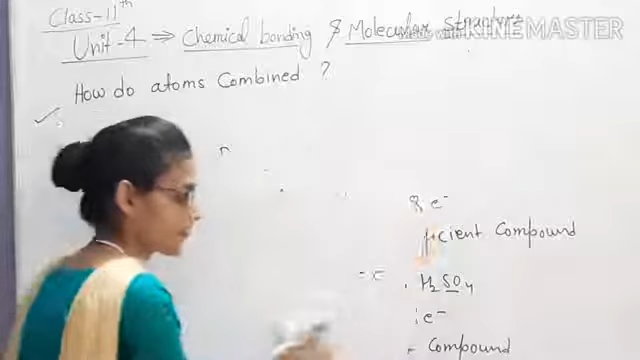 Class-11th
Unit-4 ⇒ Chemical bonding & Molecular Structure
KINEMASTER
How do atoms Combined ?
8 e⁻
ficient Compound
H₂SO₄
e⁻
Compound